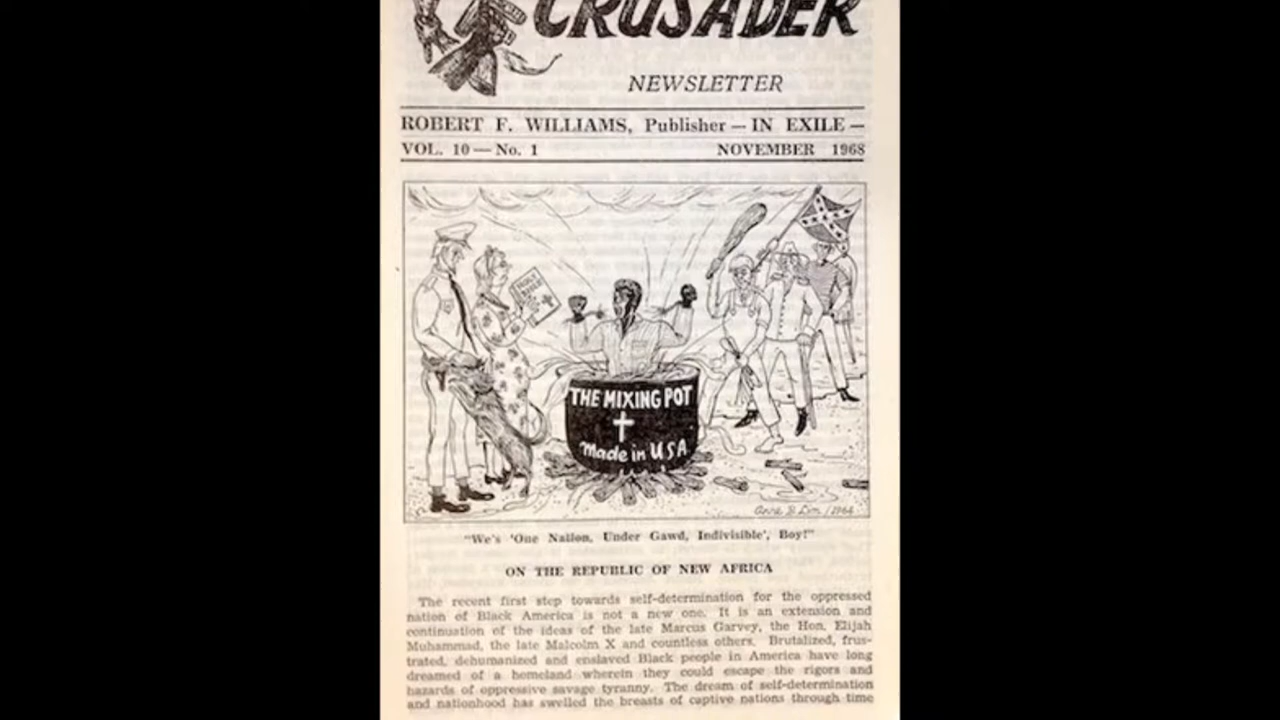 CRUSADER
NEWSLETTER
ROBERT F. WILLIAMS, Publisher — IN EXILE —
VOL. 10 — No. 1 NOVEMBER 1968
HOLY BIBLE
THE MIXING POT
Made in USA
"We's 'One Nation, Under Gawd, Indivisible', Boy!"
ON THE REPUBLIC OF NEW AFRICA
The recent first step towards self-determination for the oppressed
nation of Black America is not a new one. It is an extension and
continuation of the ideas of the late Marcus Garvey, the Hon. Elijah
Muhammad, the late Malcolm X and countless others. Brutalized, frus-
trated, dehumanized and enslaved Black people in America have long
dreamed of a homeland wherein they could escape the rigors and
hazards of oppressive savage tyranny. The dream of self-determination
and nationhood has swelled the breasts of captive nations through time